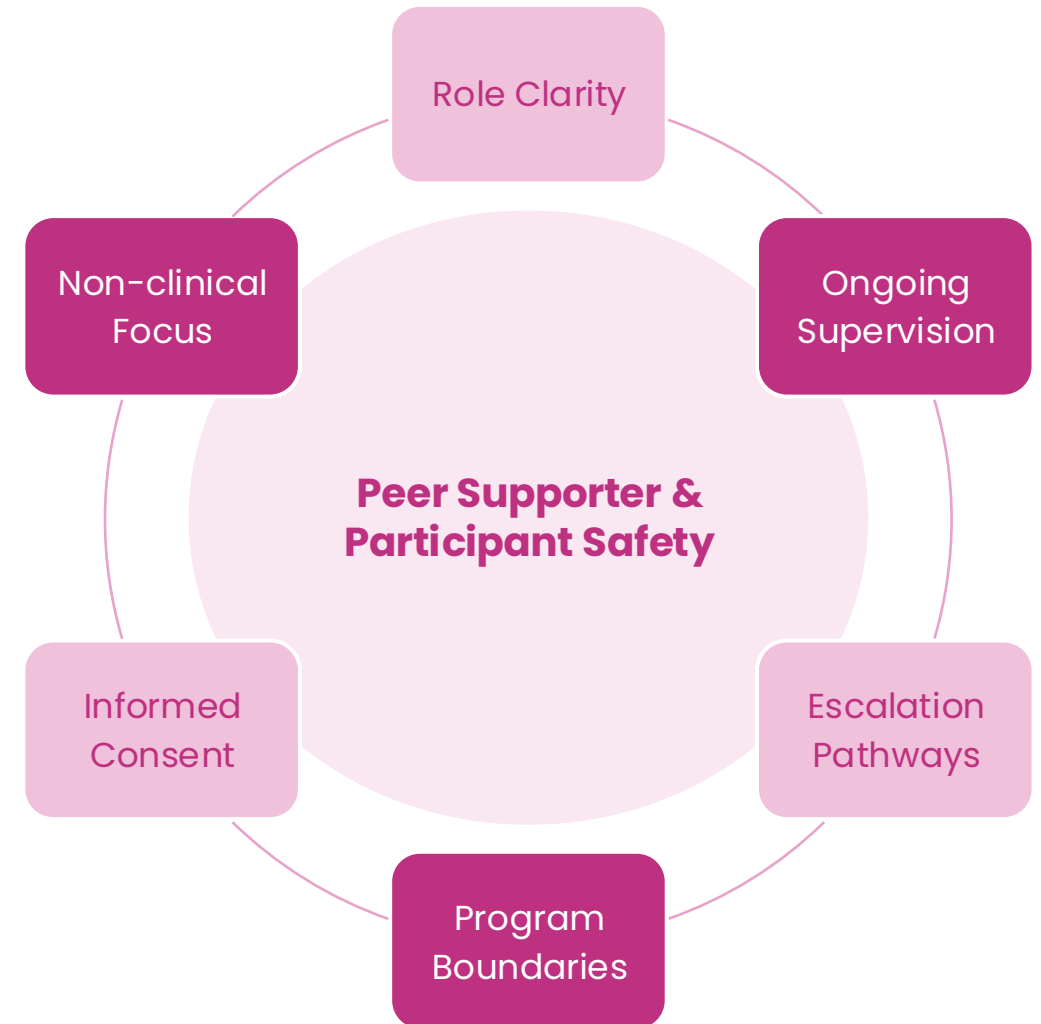 Role Clarity
Non-clinical
Focus
Ongoing
Supervision
Peer Supporter &
Participant Safety
Informed
Consent
Escalation
Pathways
Program
Boundaries